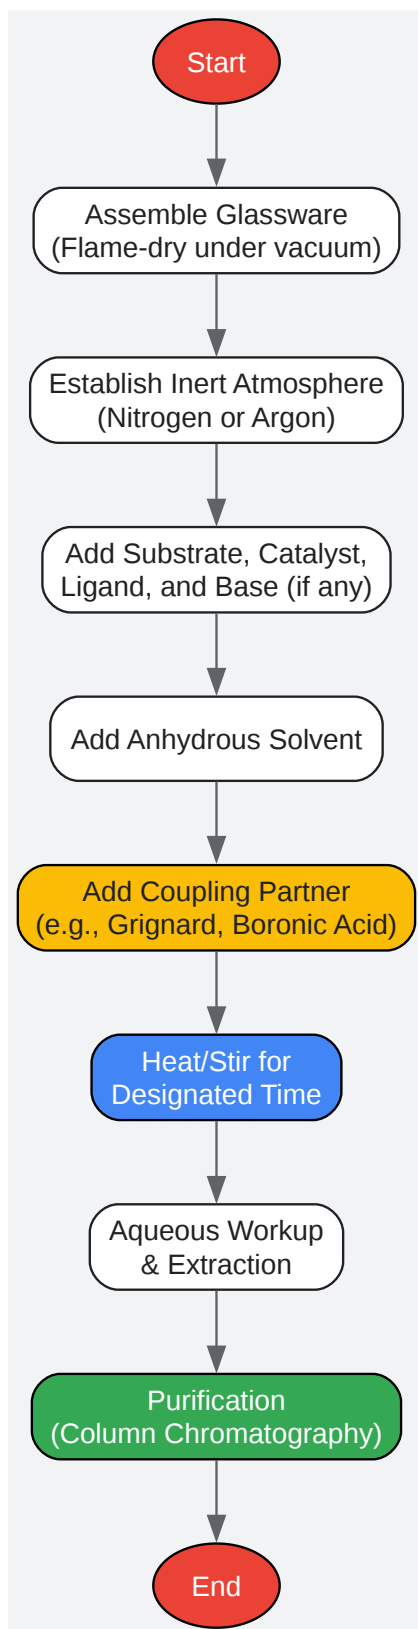 Start
Assemble Glassware
(Flame-dry under vacuum)
Establish Inert Atmosphere
(Nitrogen or Argon)
Add Substrate, Catalyst,
Ligand, and Base (if any)
Add Anhydrous Solvent
Add Coupling Partner
(e.g., Grignard, Boronic Acid)
Heat/Stir for
Designated Time
Aqueous Workup
& Extraction
Purification
(Column Chromatography)
End